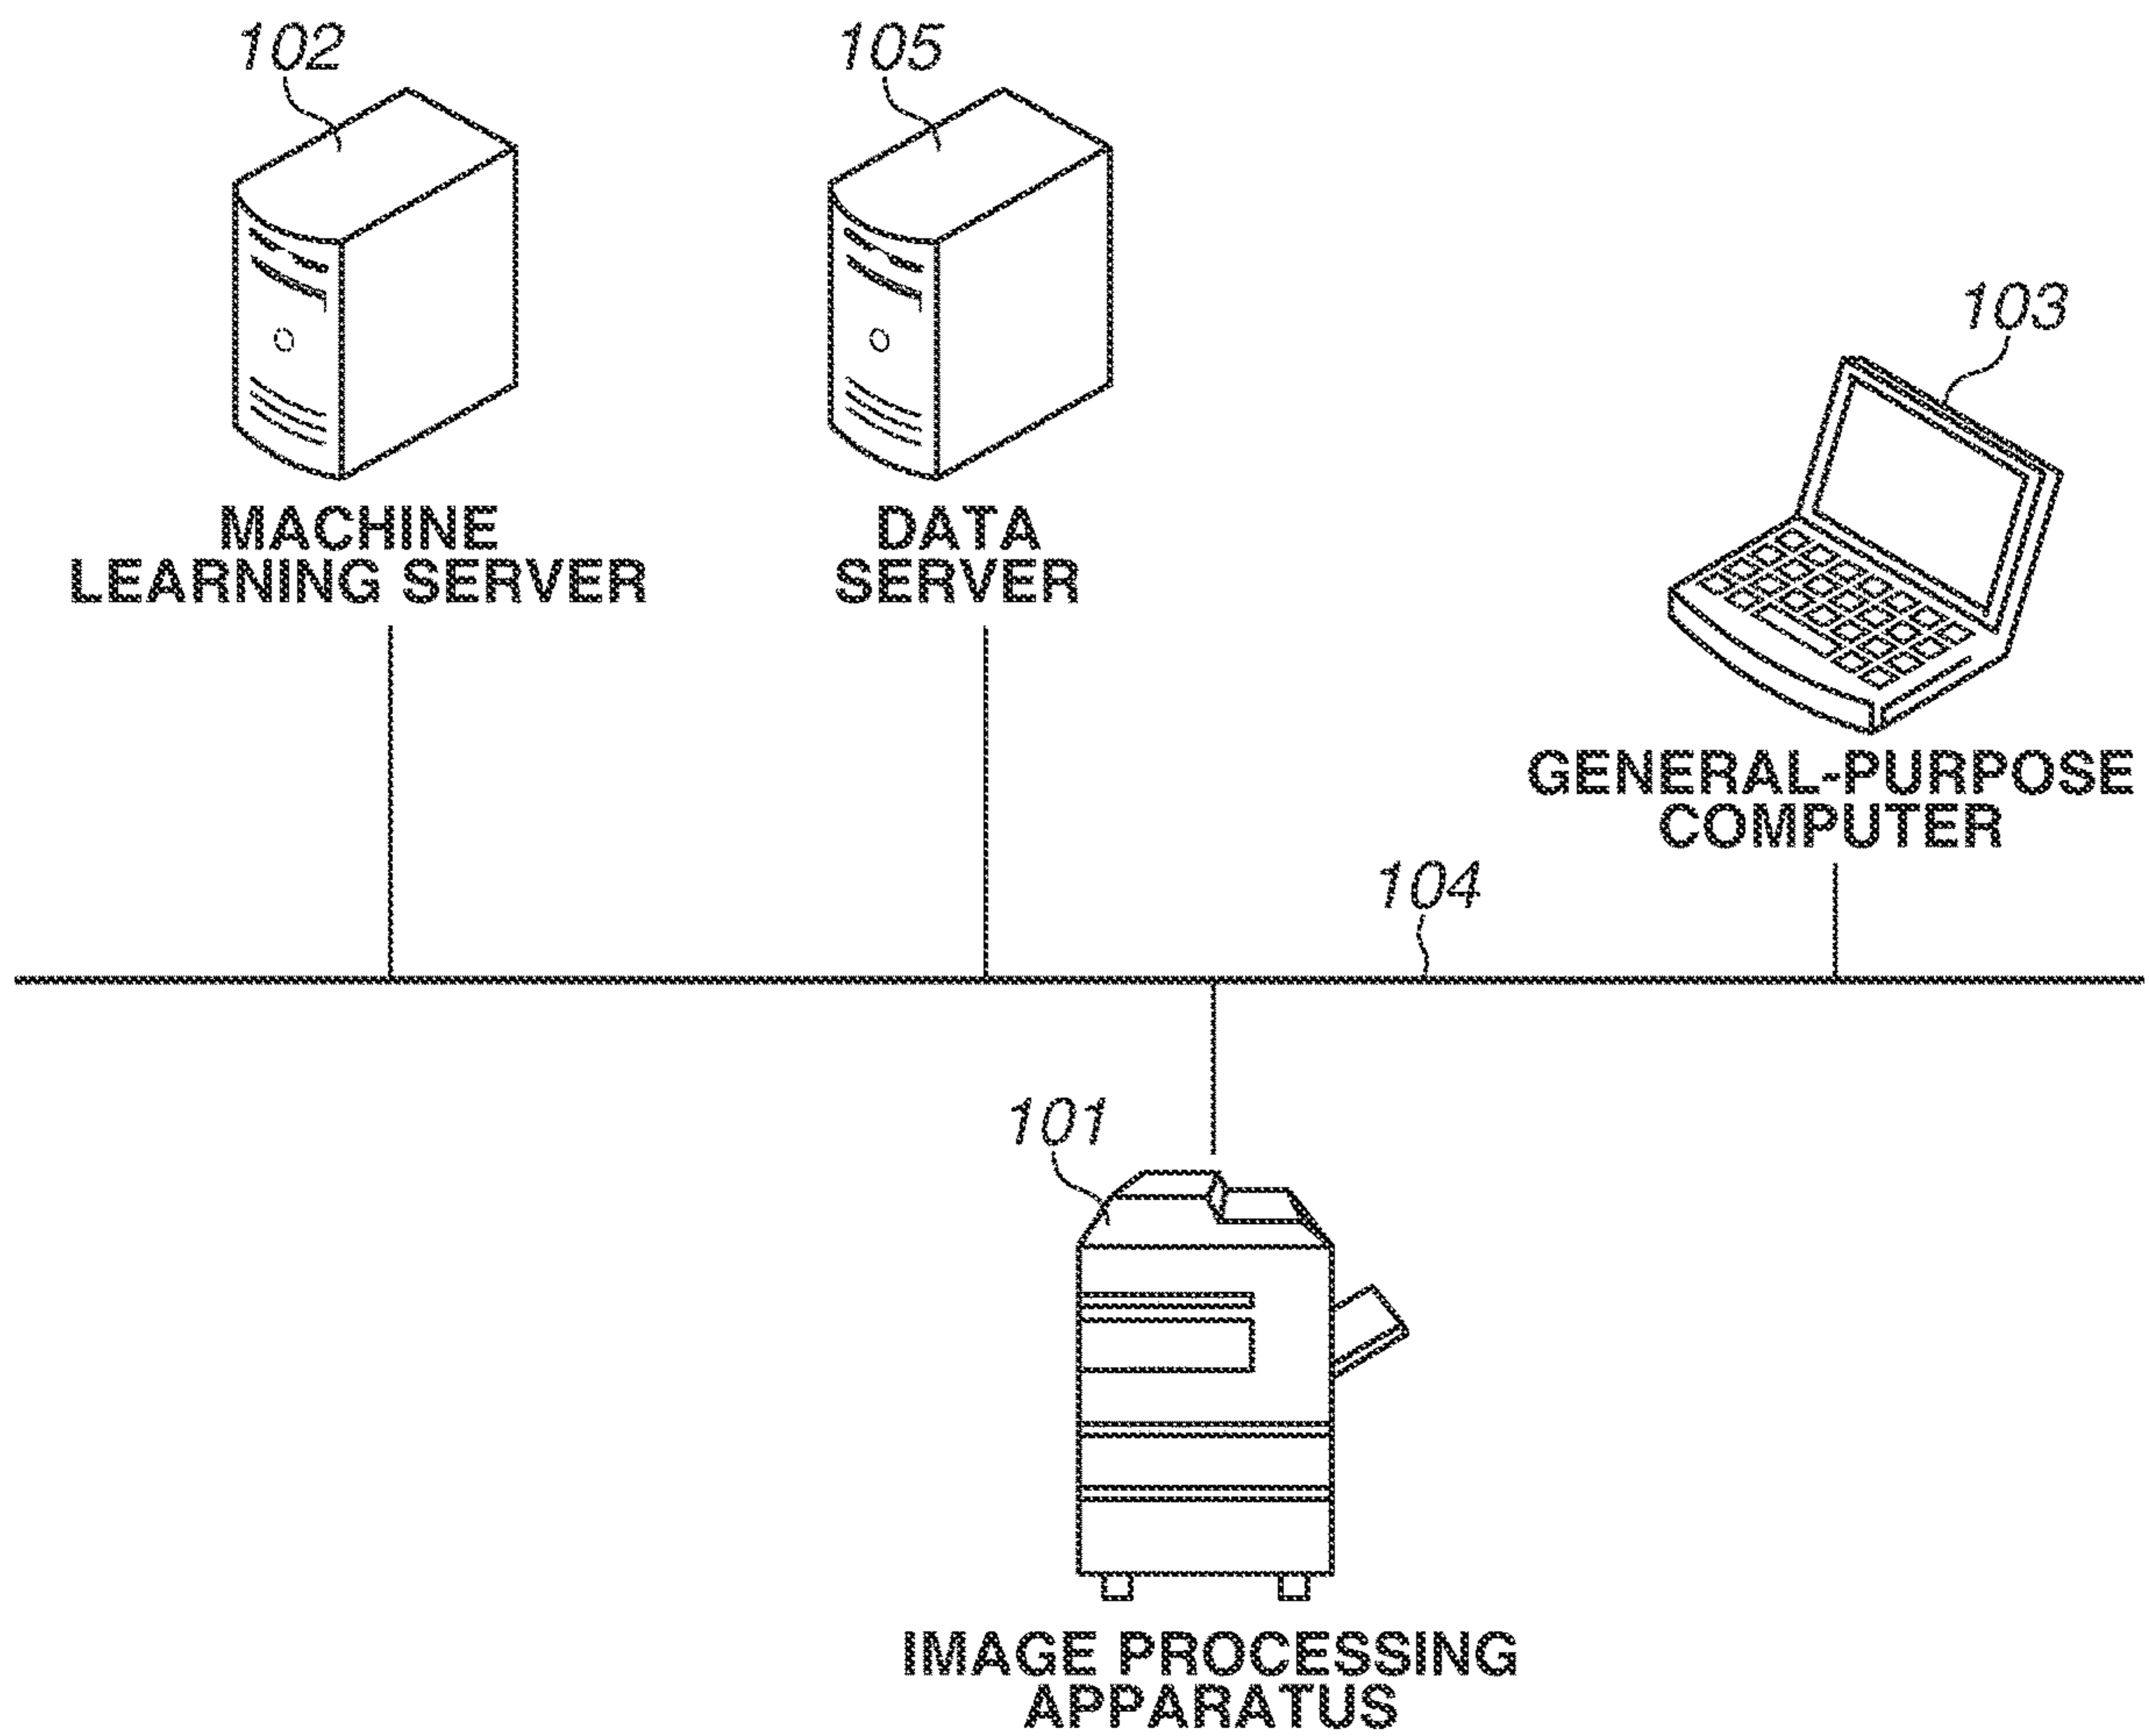 102
105
MACHINE
LEARNING SERVER
DATA
SERVER
103
GENERAL-PURPOSE
COMPUTER
104
101
IMAGE PROCESSING
APPARATUS